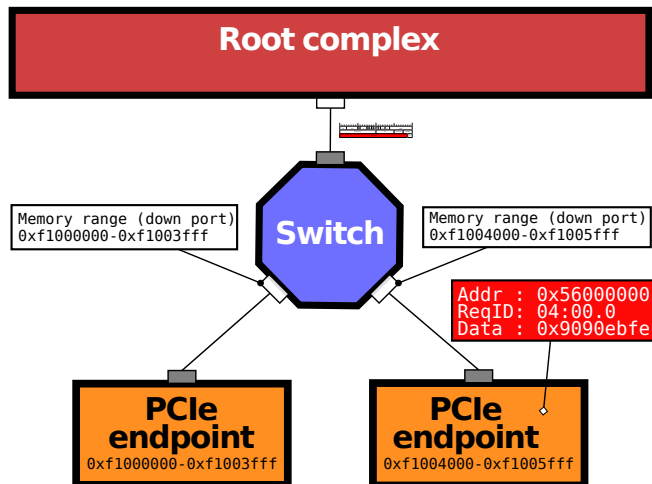 Root complex
Memory range (down port)
0xf1000000-0xf1003fff
Switch
Memory range (down port)
0xf1004000-0xf1005fff
Addr : 0x56000000
ReqID: 04:00.0
Data : 0x9090ebfe
PCIe
endpoint
0xf1000000-0xf1003fff
PCIe
endpoint
0xf1004000-0xf1005fff